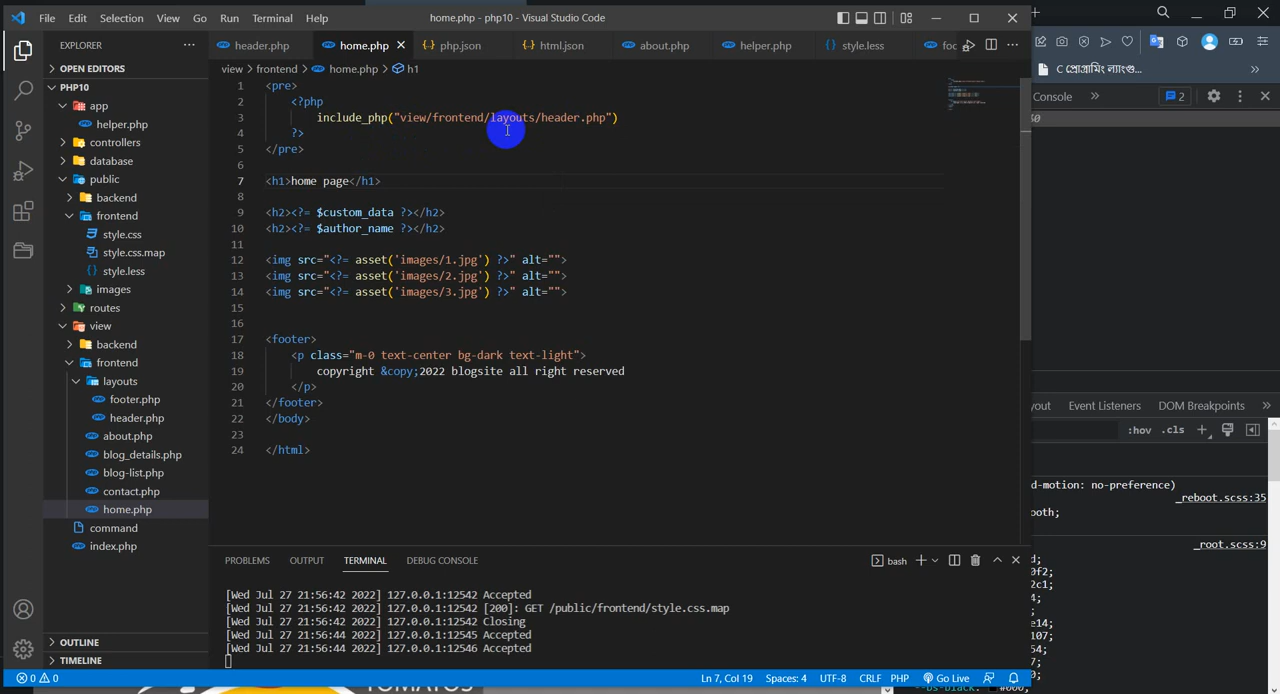 File Edit Selection View Go Run Terminal Help home.php - php10 - Visual Studio Code
EXPLORER
OPEN EDITORS
PHP10
app
helper.php
controllers
database
public
backend
frontend
style.css
style.css.map
style.less
images
routes
view
backend
frontend
layouts
footer.php
header.php
about.php
blog_details.php
blog-list.php
contact.php
home.php
command
index.php
OUTLINE
TIMELINE
header.php home.php php.json html.json about.php helper.php style.less
view > frontend > home.php > h1
1 <pre>
2 <?php
3 include_php("view/frontend/layouts/header.php")
4 ?>
5 </pre>
6
7 <h1>home page</h1>
8
9 <h2><?= $custom_data ?></h2>
10 <h2><?= $author_name ?></h2>
11
12 <img src="<?= asset('images/1.jpg') ?>" alt="">
13 <img src="<?= asset('images/2.jpg') ?>" alt="">
14 <img src="<?= asset('images/3.jpg') ?>" alt="">
15
16
17 <footer>
18 <p class="m-0 text-center bg-dark text-light">
19 copyright &copy;2022 blogsite all right reserved
20 </p>
21 </footer>
22 </body>
23
24 </html>
PROBLEMS OUTPUT TERMINAL DEBUG CONSOLE bash
[Wed Jul 27 21:56:42 2022] 127.0.0.1:12542 Accepted
[Wed Jul 27 21:56:42 2022] 127.0.0.1:12542 [200]: GET /public/frontend/style.css.map
[Wed Jul 27 21:56:42 2022] 127.0.0.1:12542 Closing
[Wed Jul 27 21:56:44 2022] 127.0.0.1:12545 Accepted
[Wed Jul 27 21:56:44 2022] 127.0.0.1:12546 Accepted
0 0 Ln 7, Col 19 Spaces: 4 UTF-8 CRLF PHP Go Live
C প্রোগ্রামিং ল্যাংগু...
Console 2
Event Listeners DOM Breakpoints
:hov .cls
d-motion: no-preference)
_reboot.scss:35
_root.scss:9